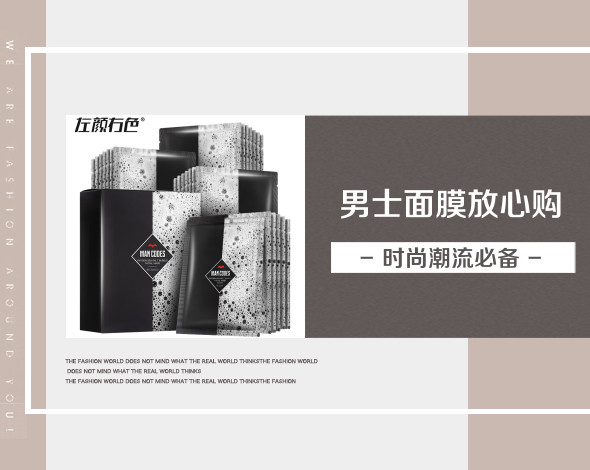 WE ARE FASHION AROUND YOU!
左颜右色®
男士面膜放心购
– 时尚潮流必备 –
MAN CODES
MAN CODES
THE FASHION WORLD DOES NOT MIND WHAT THE REAL WORLD THINKSTHE FASHION WORLD
DOES NOT MIND WHAT THE REAL WORLD THINKS
THE FASHION WORLD DOES NOT MIND WHAT THE REAL WORLD THINKSTHE FASHION